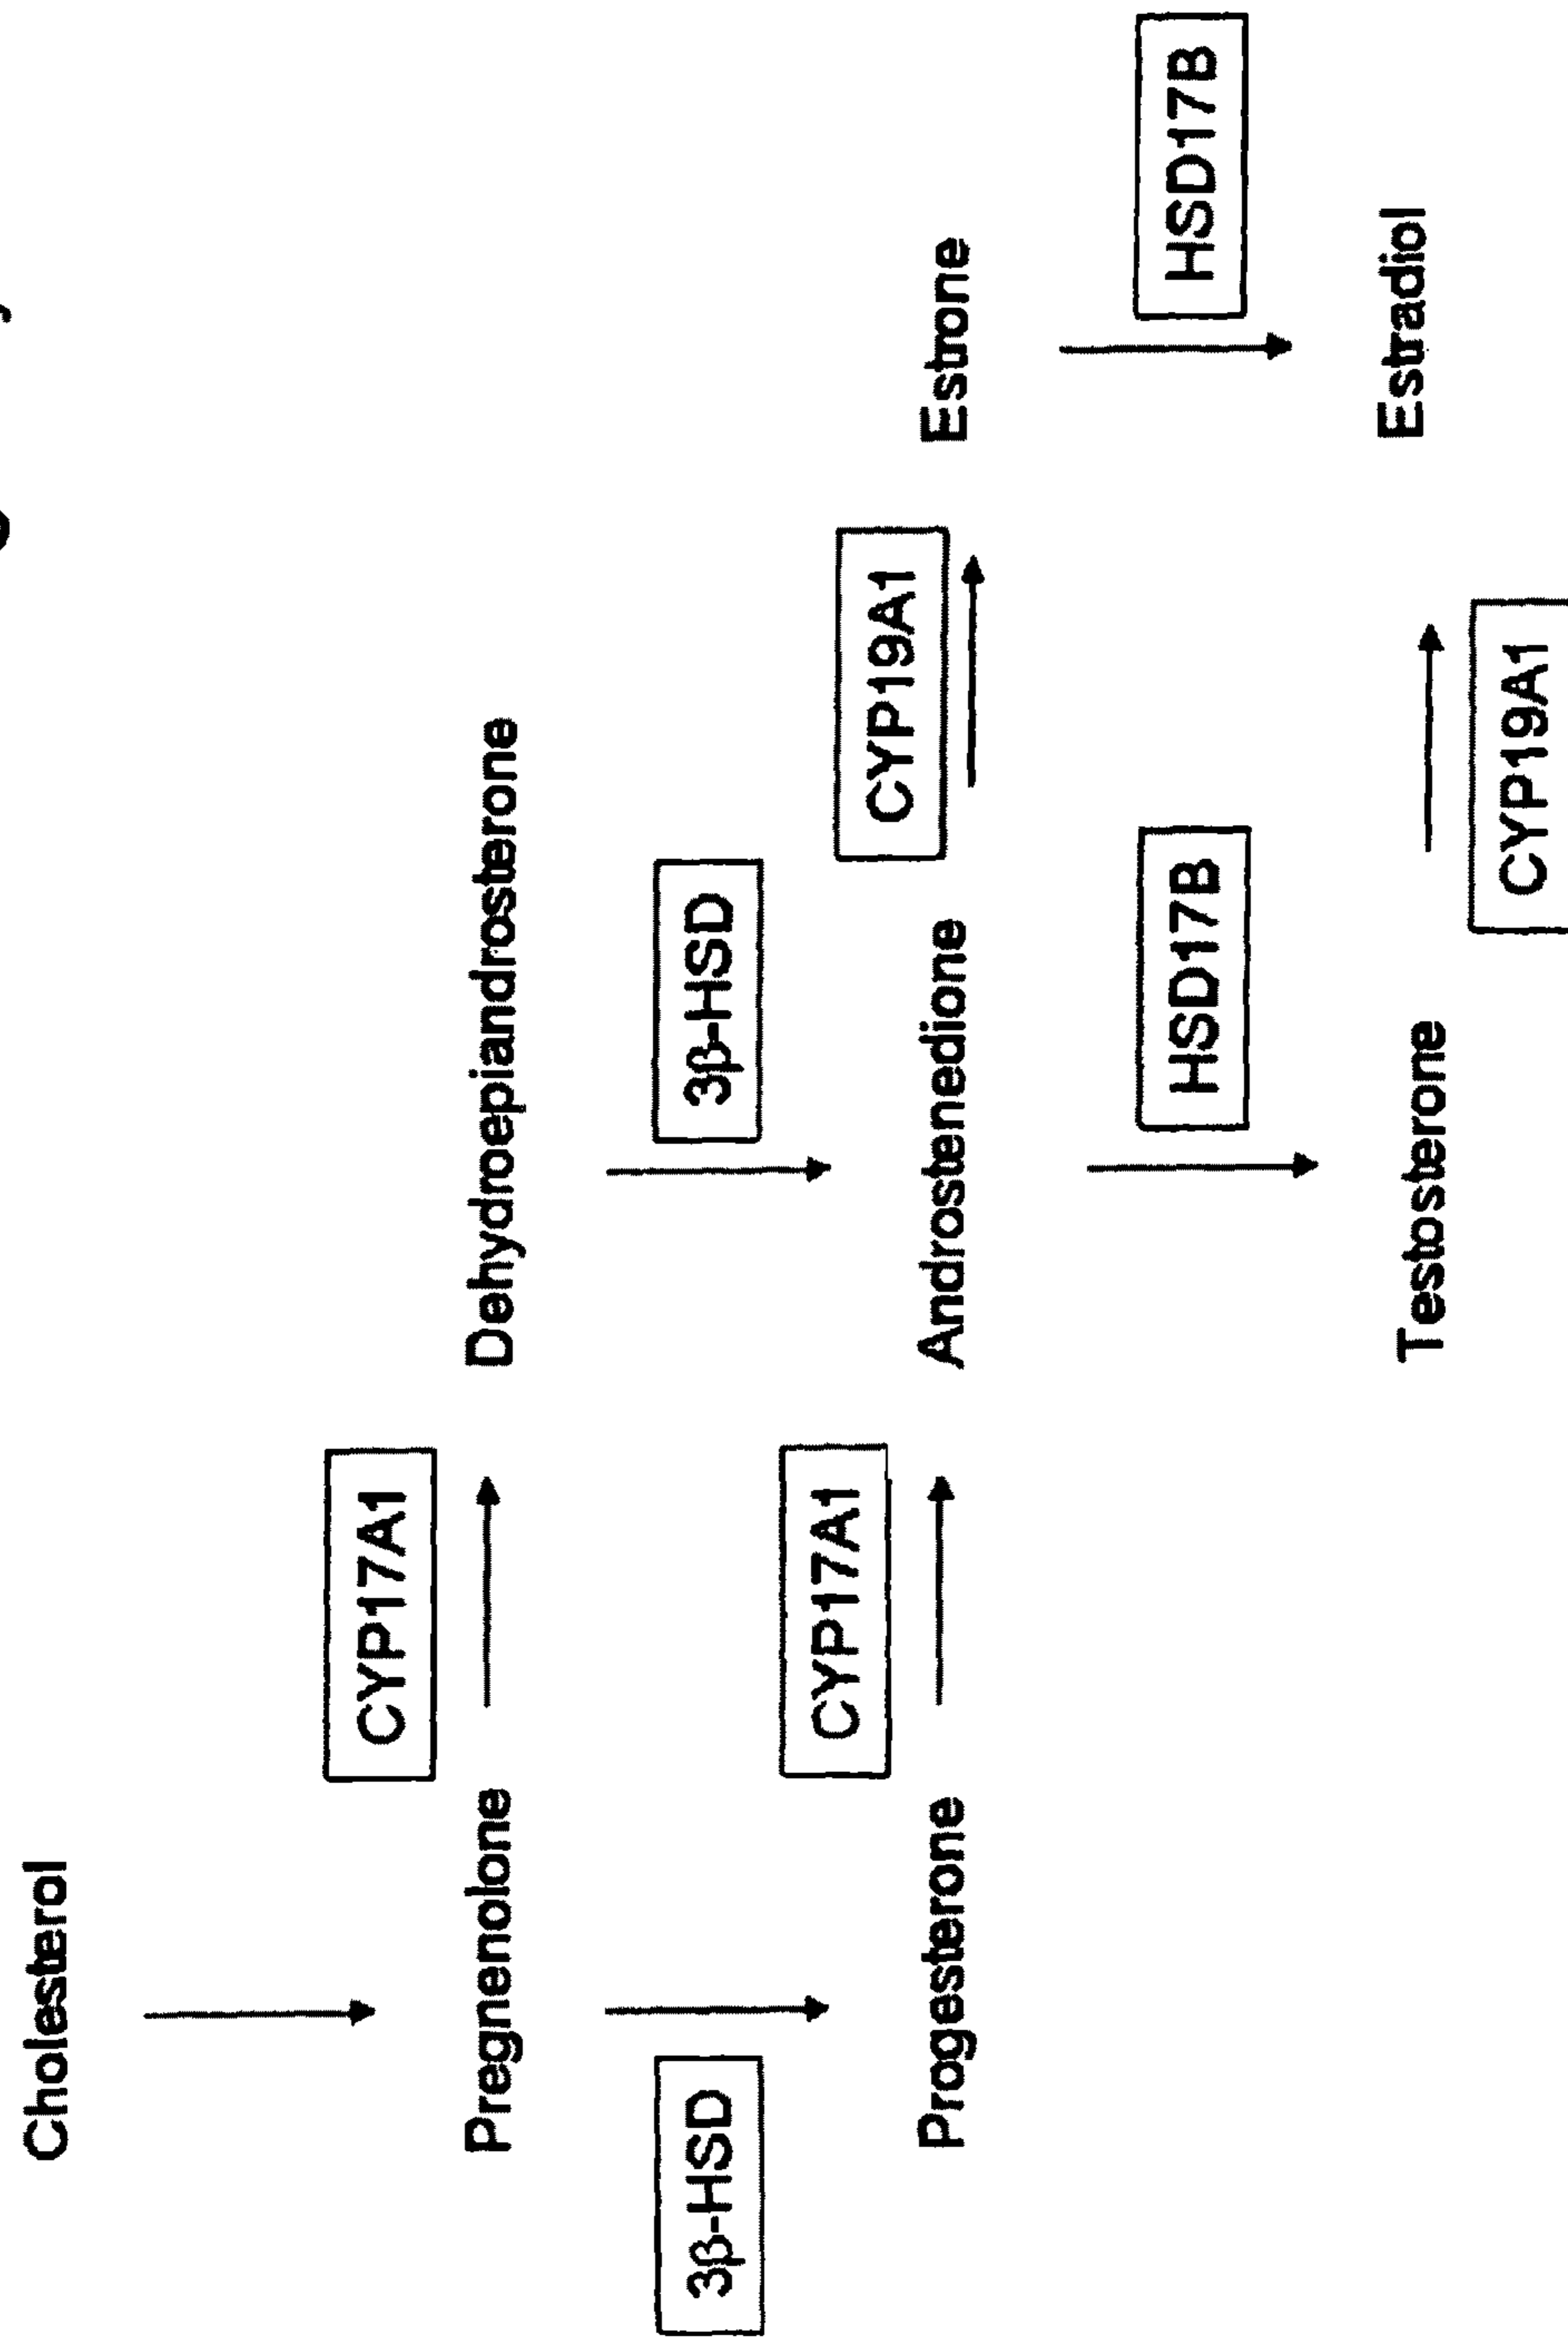 Cholesterol
CYP17A1
Pregnenolone
Dehydroepiandrosterone
3β-HSD
3β-HSD
CYP17A1
CYP19A1
Progesterone
Androstenedione
Estrone
HSD17B
HSD17B
Testosterone
Estradiol
CYP19A1